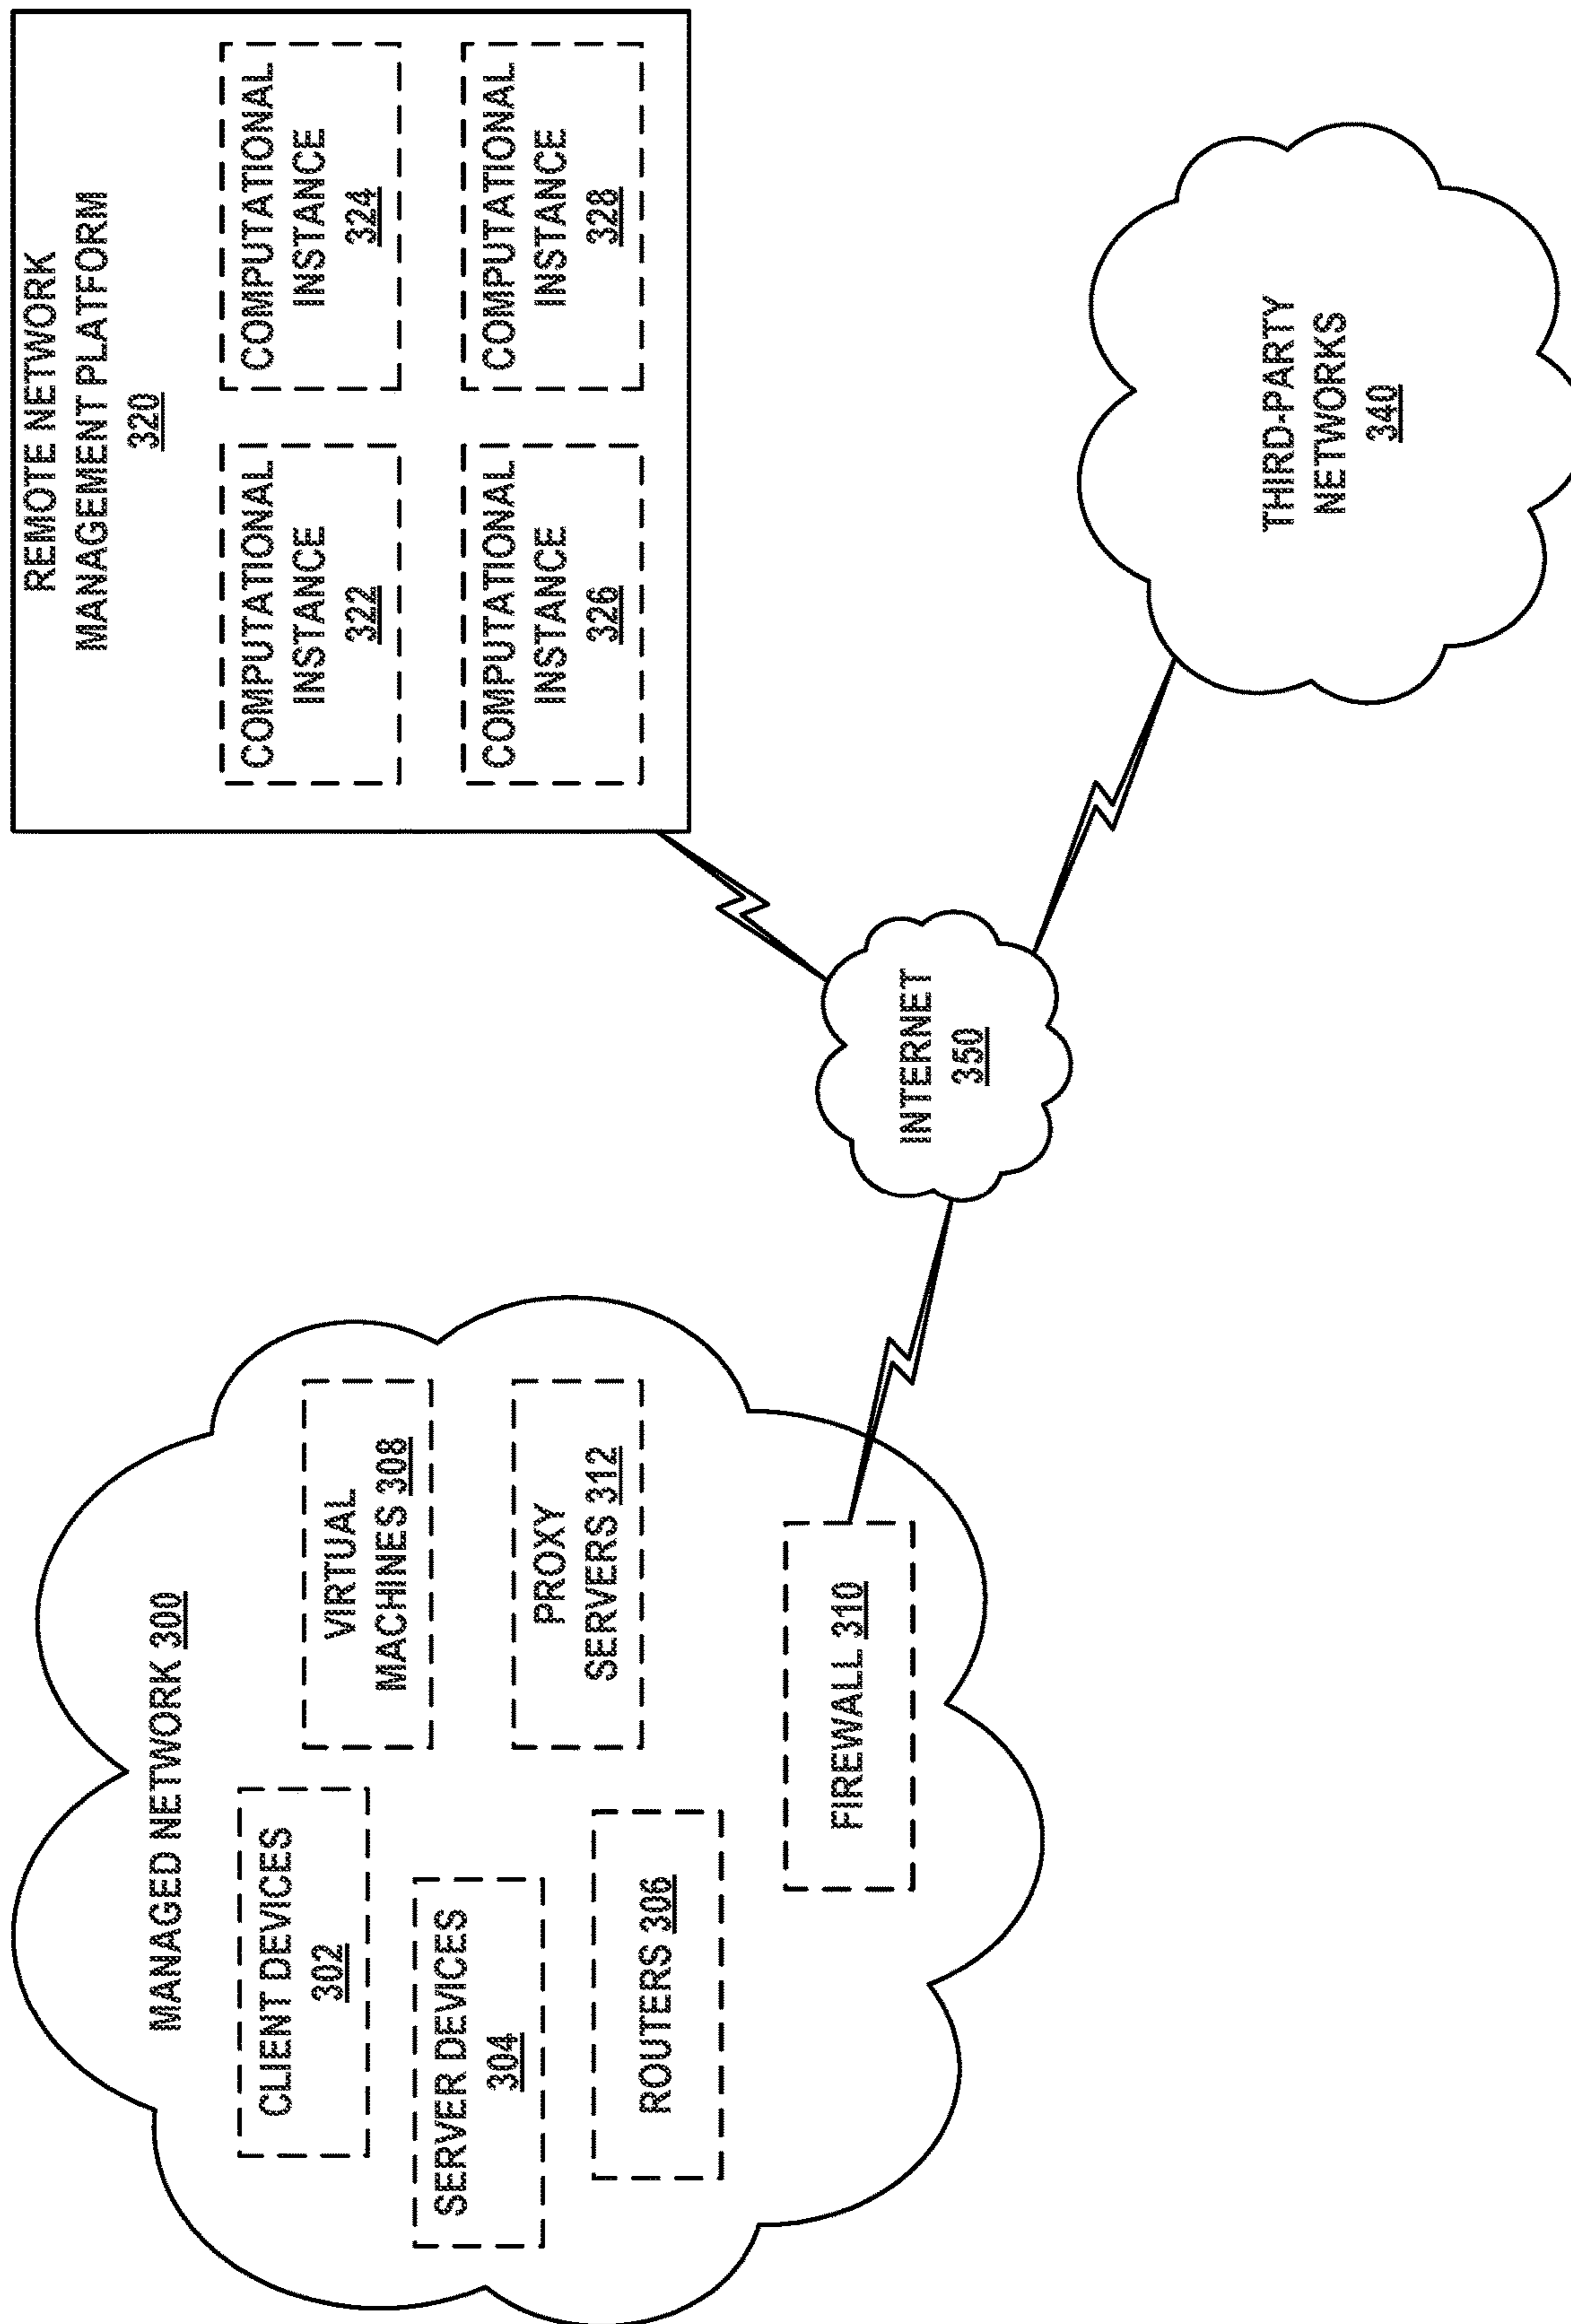 MANAGED NETWORK 300
CLIENT DEVICES
302
SERVER DEVICES
304
ROUTERS 306
VIRTUAL
MACHINES 308
PROXY
SERVERS 312
FIREWALL 310
INTERNET
350
REMOTE NETWORK
MANAGEMENT PLATFORM
320
COMPUTATIONAL
INSTANCE
322
COMPUTATIONAL
INSTANCE
324
COMPUTATIONAL
INSTANCE
326
COMPUTATIONAL
INSTANCE
328
THIRD-PARTY
NETWORKS
340